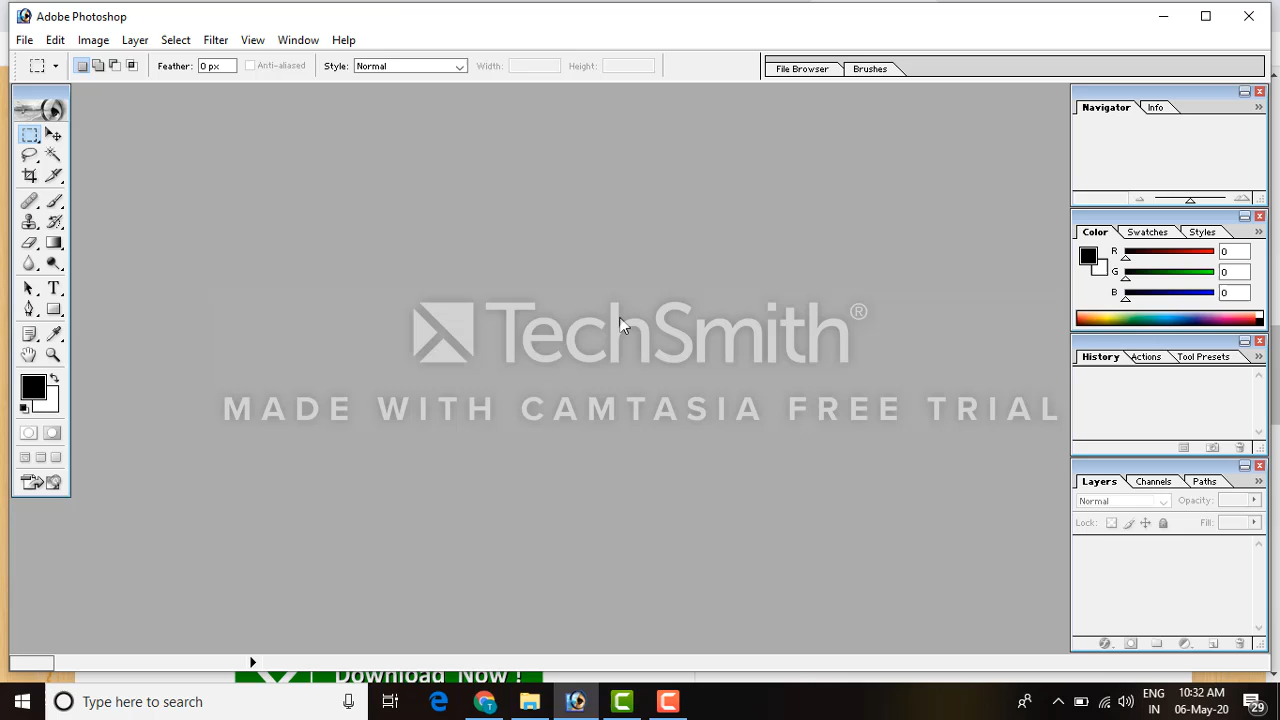 Adobe Photoshop
File Edit Image Layer Select Filter View Window Help
Feather: 0 px Anti-aliased Style: Normal Width: Height: File Browser Brushes
Navigator Info
Color Swatches Styles
R 0
G 0
B 0
TechSmith®
MADE WITH CAMTASIA FREE TRIAL
History Actions Tool Presets
Layers Channels Paths
Normal Opacity:
Lock: Fill:
Download Now !
Type here to search
ENG
IN
10:32 AM
06-May-20
29